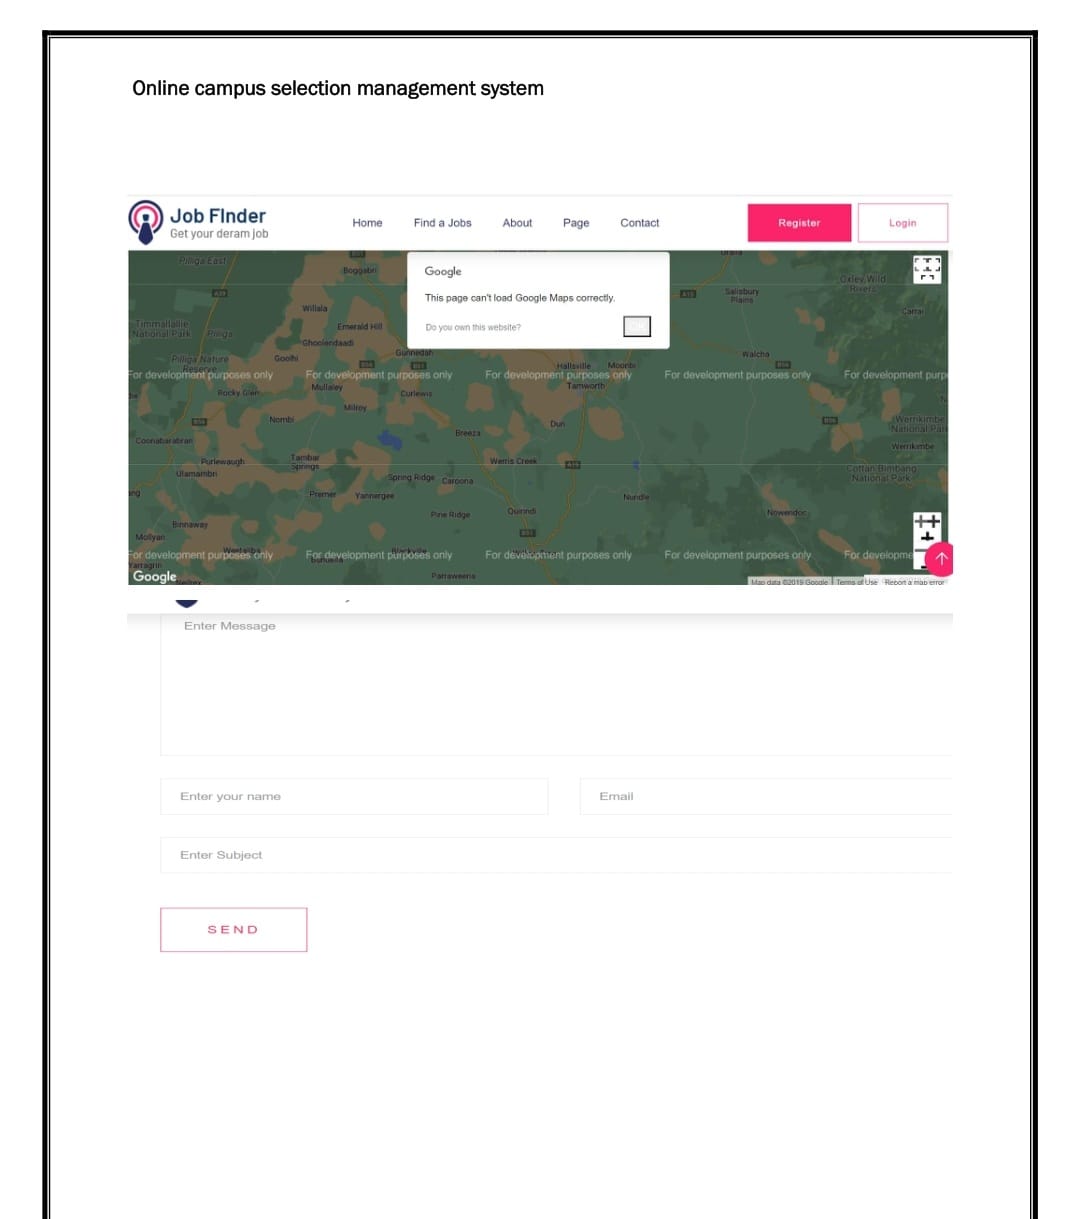 Online campus selection management system
Job FInder
Get your deram job
Home Find a Jobs About Page Contact Register Login
Pilliga East
Boggabri
Google
This page can't load Google Maps correctly.
Do you own this website?
Oxley Wild
Rivers
Salisbury
Plains
Carrai
Willala
Timmallallie
National Park
Pilliga
Emerald Hill
Ghoolendaadi
Gunnedah
Goolhi
Pilliga Nature
Reserve
Walcha
Hallsville
Moonbi
For development purposes only For development purposes only For development purposes only For development purposes only For development purp
Mullaley
Tamworth
Rocky Glen
Curlewis
Milroy
Nombi
Duri
Breeza
Werrikimbe
National Park
Werrikimbe
Coonabarabran
Purlewaugh
Ulamambri
Tambar
Springs
Werris Creek
A15
Cottan-Bimbang
National Park
Spring Ridge
Caroona
Premer
Yannergee
Nundle
Pine Ridge
Quirindi
Nowendoc
Binnaway
Mollyan
For development purposes only For development purposes only For development purposes only For development purposes only For developme
Yarragrin
Parraweena
Google
Map data ©2019 Google Terms of Use Report a map error
Enter Message
Enter your name Email
Enter Subject
SEND